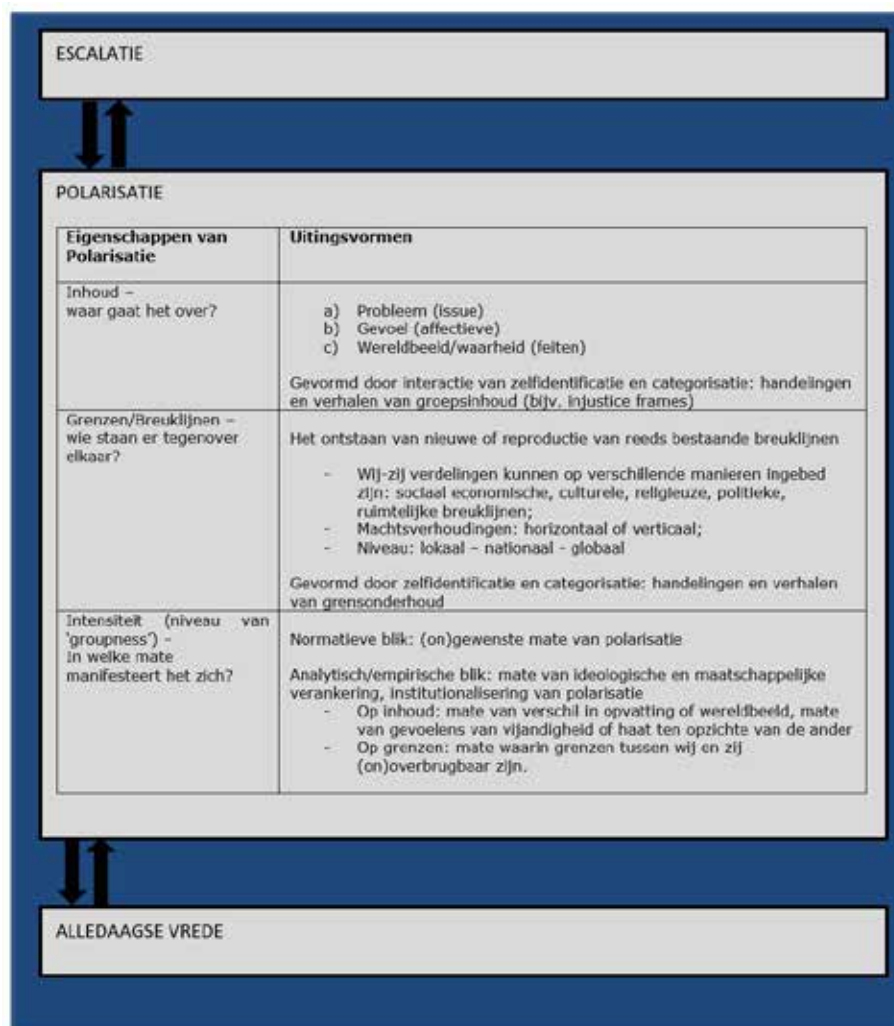 ESCALATIE
POLARISATIE
Eigenschappen van
Polarisatie
Uitingsvormen
Inhoud –
waar gaat het over?
a) Probleem (issue)
b) Gevoel (affectieve)
c) Wereldbeeld/waarheid (feiten)
Gevormd door interactie van zelfidentificatie en categorisatie: handelingen
en verhalen van groepsinhoud (bijv. injustice frames)
Grenzen/Breuklijnen –
wie staan er tegenover
elkaar?
Het ontstaan van nieuwe of reproductie van reeds bestaande breuklijnen
- Wij-zij verdelingen kunnen op verschillende manieren ingebed
zijn: sociaal economische, culturele, religieuze, politieke,
ruimtelijke breuklijnen;
- Machtsverhoudingen: horizontaal of verticaal;
- Niveau: lokaal – nationaal - globaal
Gevormd door zelfidentificatie en categorisatie: handelingen en verhalen
van grensonderhoud
Intensiteit (niveau van
'groupness') –
In welke mate
manifesteert het zich?
Normatieve blik: (on)gewenste mate van polarisatie
Analytisch/empirische blik: mate van ideologische en maatschappelijke
verankering, institutionalisering van polarisatie
- Op inhoud: mate van verschil in opvatting of wereldbeeld, mate
van gevoelens van vijandigheid of haat ten opzichte van de ander
- Op grenzen: mate waarin grenzen tussen wij en zij
(on)overbrugbaar zijn.
ALLEDAAGSE VREDE